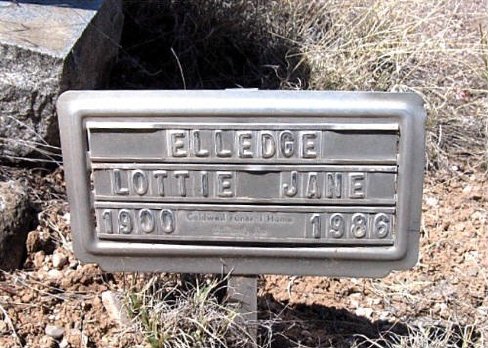 ELLEDGE
LOTTIE JANE
1900 Caldwell Funeral Home 1986